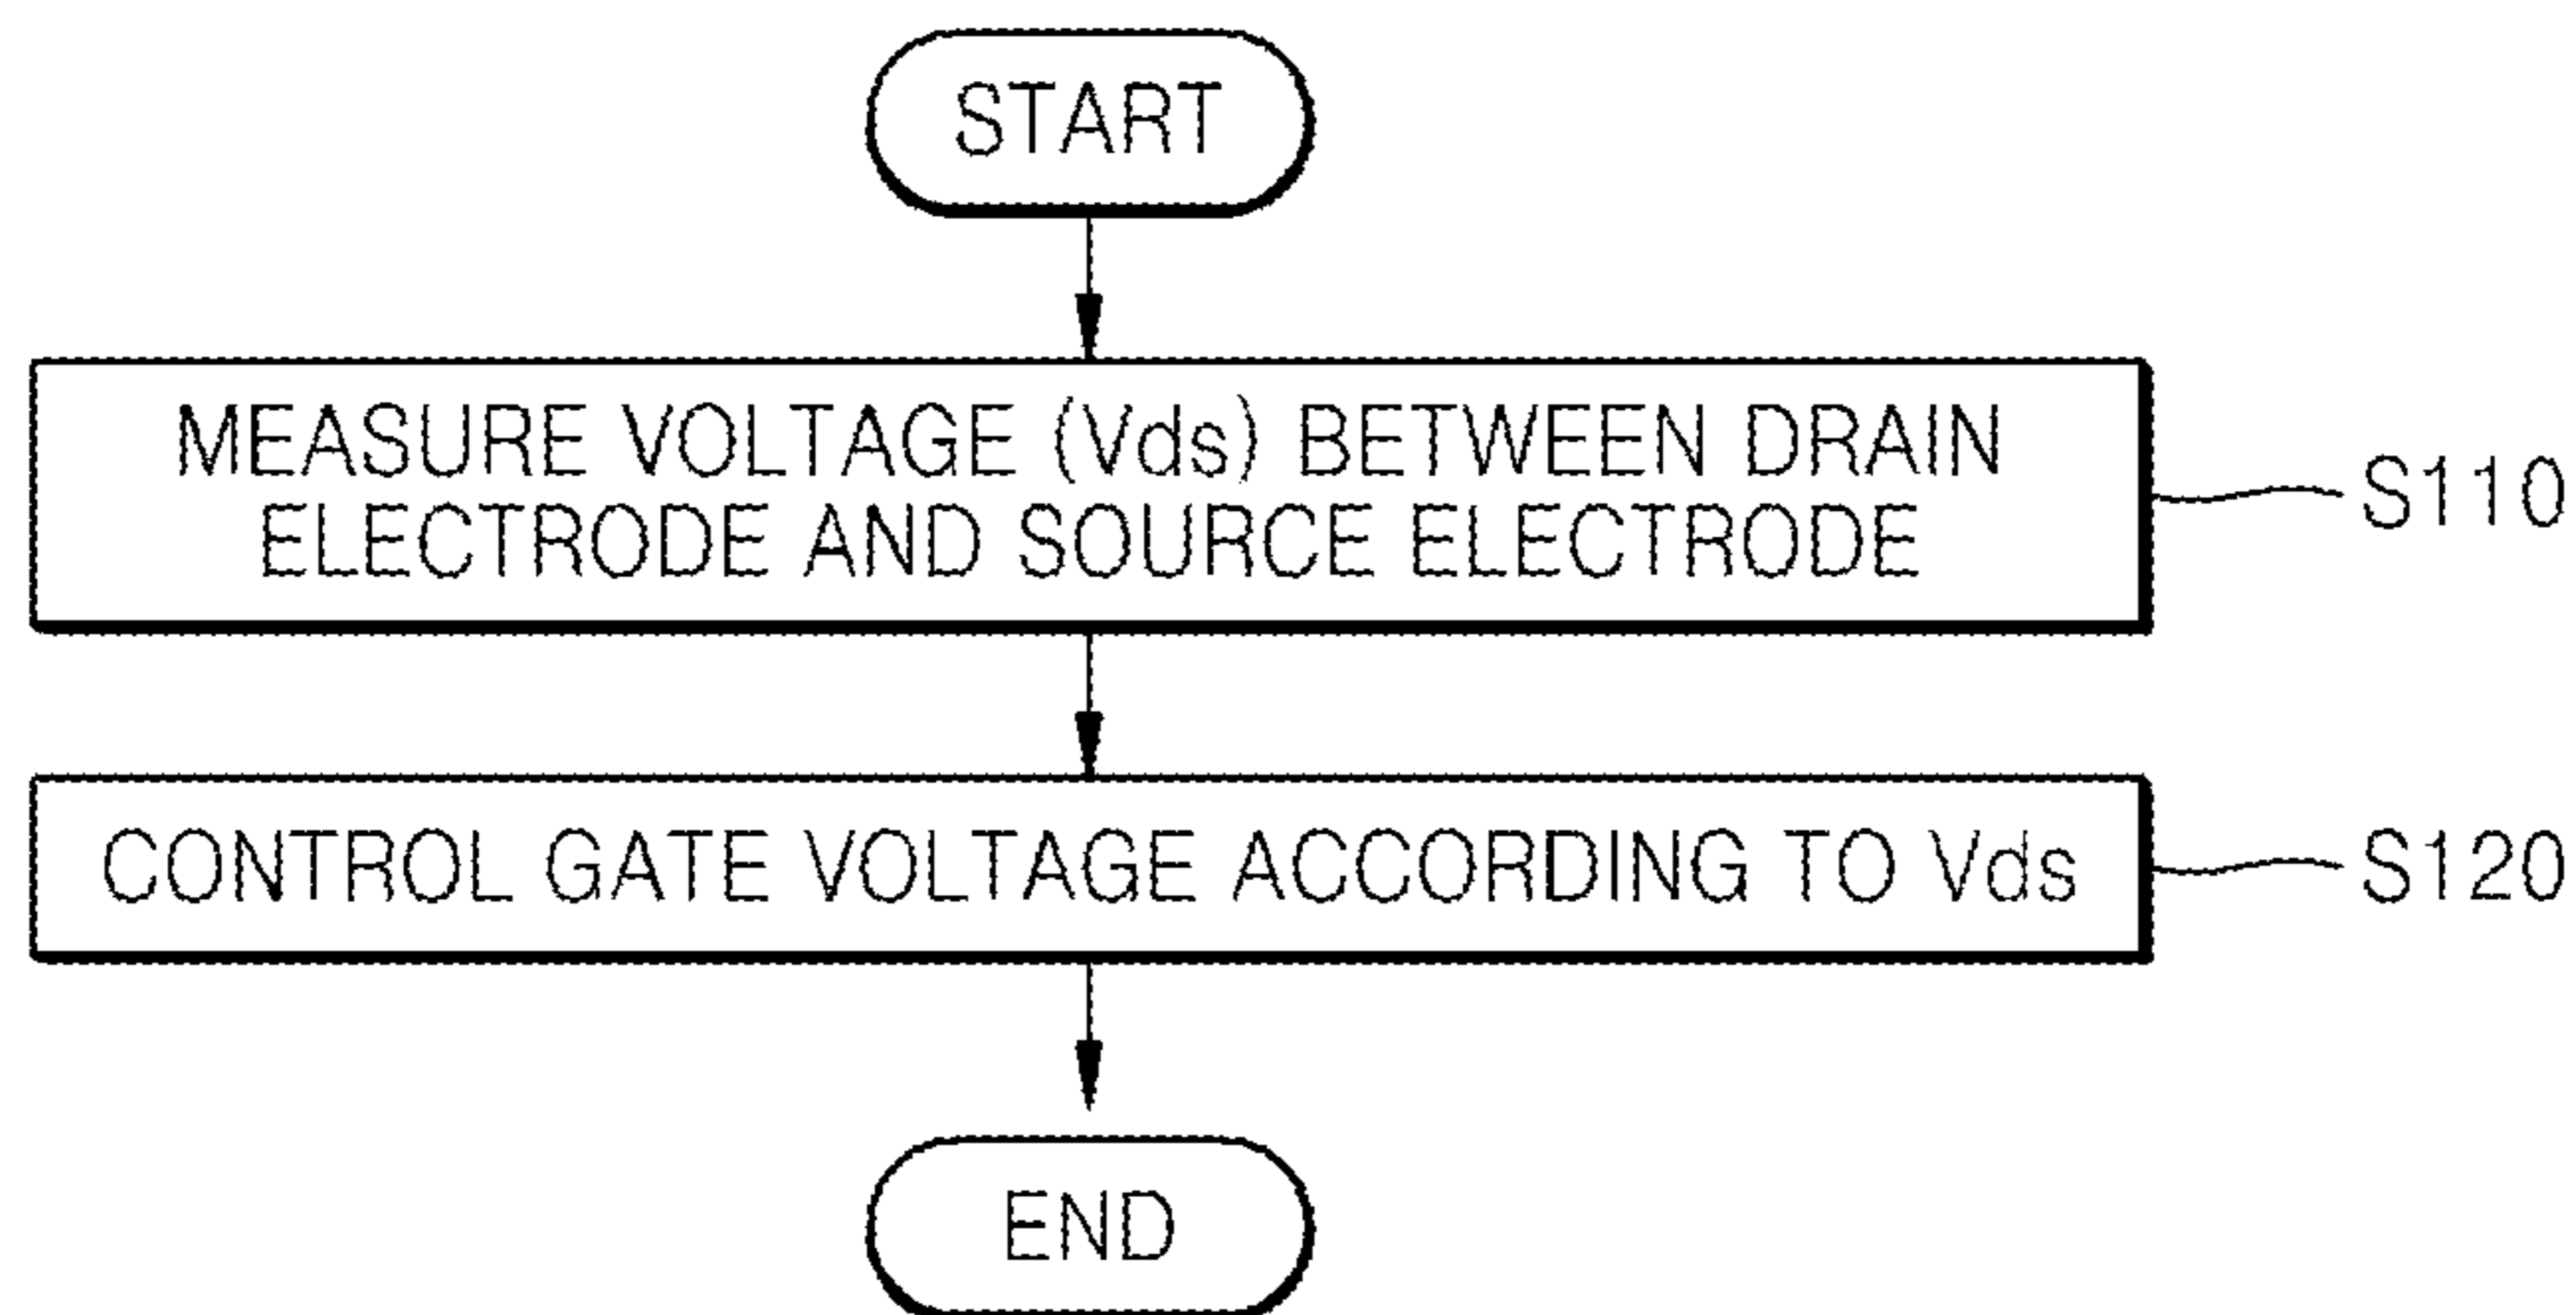 START
MEASURE VOLTAGE (Vds) BETWEEN DRAIN
ELECTRODE AND SOURCE ELECTRODE
S110
CONTROL GATE VOLTAGE ACCORDING TO Vds
S120
END